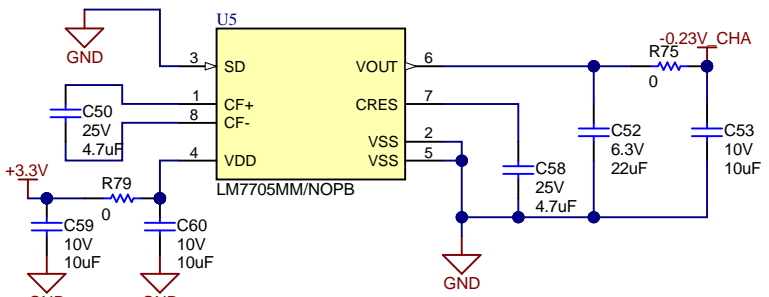 U5
-0.23V_CHA
GND
3
SD
VOUT
6
R75
0
1
CF+
CRES
7
C50
25V
4.7uF
8
CF-
C52
6.3V
22uF
C53
10V
10uF
VSS
2
+3.3V
4
VDD
VSS
5
R79
0
LM7705MM/NOPB
C58
25V
4.7uF
C59
10V
10uF
C60
10V
10uF
GND
GND
GND